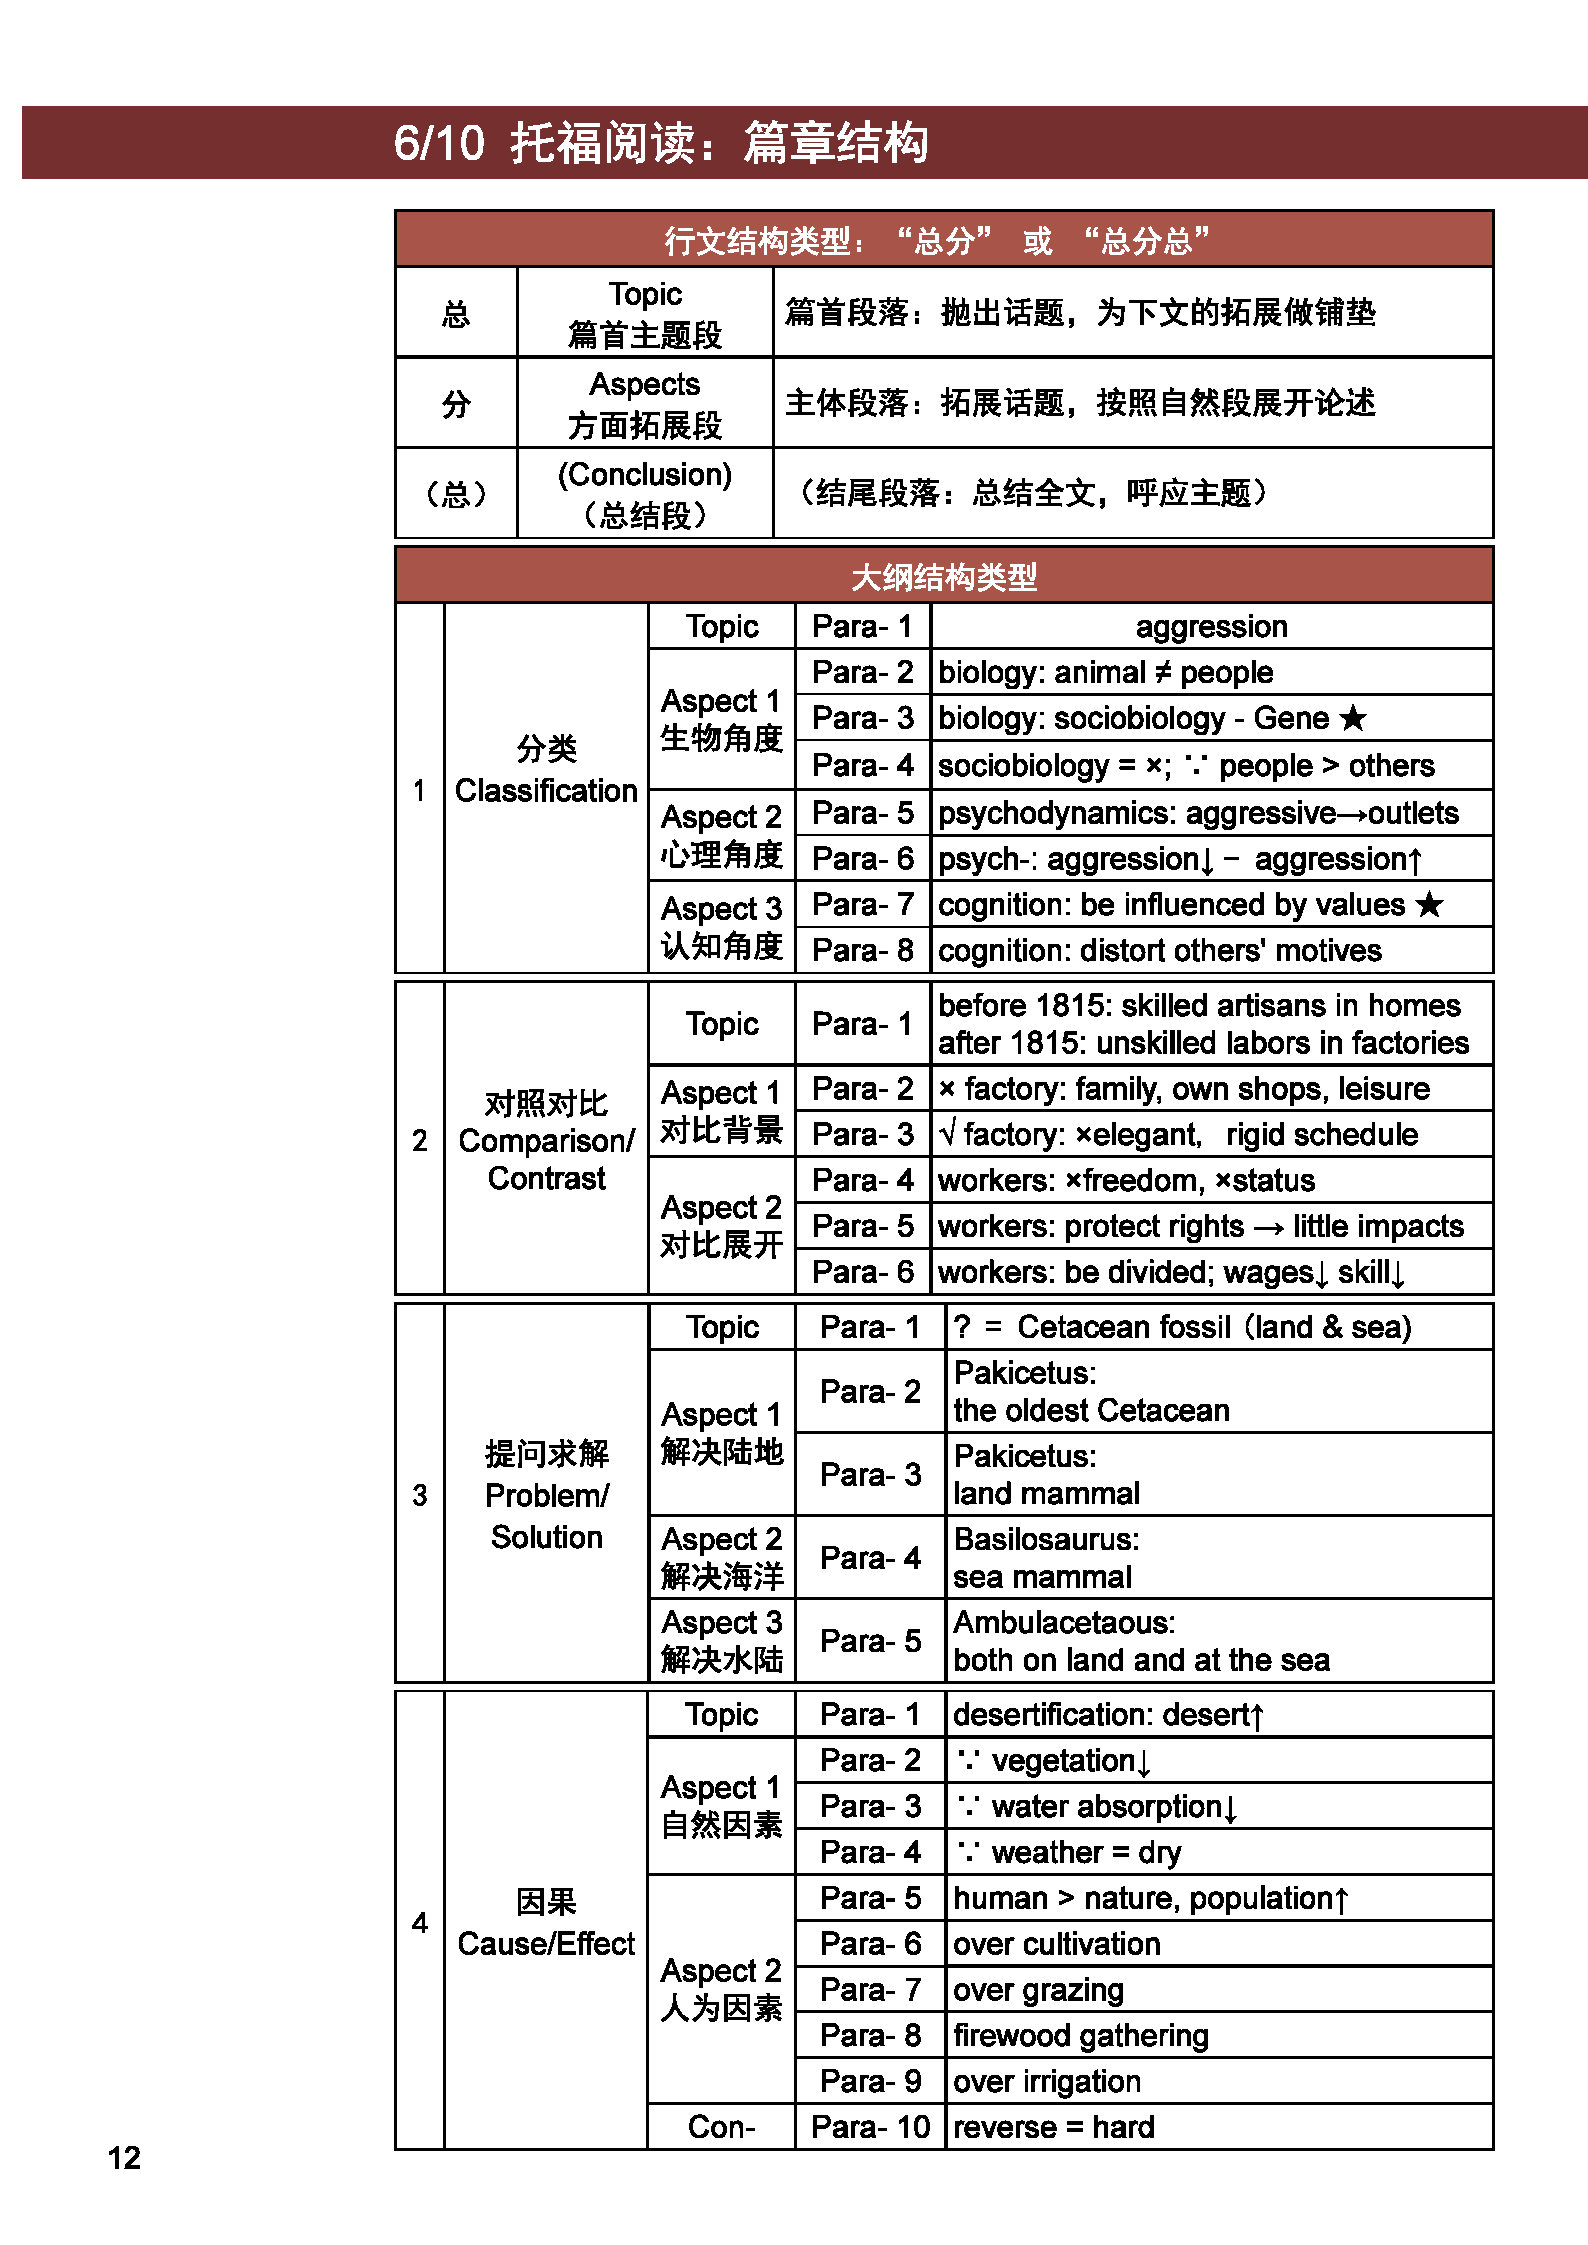 6/10 托福阅读：篇章结构
行文结构类型：“总分” 或 “总分总”
总
Topic
篇首主题段
篇首段落：抛出话题，为下文的拓展做铺垫
分
Aspects
方面拓展段
主体段落：拓展话题，按照自然段展开论述
（总）
(Conclusion)
（总结段）
（结尾段落：总结全文，呼应主题）
大纲结构类型
1
分类
Classification
Topic
Para- 1
aggression
Aspect 1
生物角度
Para- 2
biology: animal ≠ people
Para- 3
biology: sociobiology - Gene ★
Para- 4
sociobiology = ×; ∵ people > others
Aspect 2
心理角度
Para- 5
psychodynamics: aggressive→outlets
Para- 6
psych-: aggression↓ − aggression↑
Aspect 3
认知角度
Para- 7
cognition: be influenced by values ★
Para- 8
cognition: distort others' motives
2
对照对比
Comparison/
Contrast
Topic
Para- 1
before 1815: skilled artisans in homes
after 1815: unskilled labors in factories
Aspect 1
对比背景
Para- 2
× factory: family, own shops, leisure
Para- 3
√ factory: ×elegant, rigid schedule
Aspect 2
对比展开
Para- 4
workers: ×freedom, ×status
Para- 5
workers: protect rights → little impacts
Para- 6
workers: be divided; wages↓ skill↓
3
提问求解
Problem/
Solution
Topic
Para- 1
? = Cetacean fossil（land & sea)
Aspect 1
解决陆地
Para- 2
Pakicetus:
the oldest Cetacean
Para- 3
Pakicetus:
land mammal
Aspect 2
解决海洋
Para- 4
Basilosaurus:
sea mammal
Aspect 3
解决水陆
Para- 5
Ambulacetaous:
both on land and at the sea
4
因果
Cause/Effect
Topic
Para- 1
desertification: desert↑
Aspect 1
自然因素
Para- 2
∵ vegetation↓
Para- 3
∵ water absorption↓
Para- 4
∵ weather = dry
Aspect 2
人为因素
Para- 5
human > nature, population↑
Para- 6
over cultivation
Para- 7
over grazing
Para- 8
firewood gathering
Para- 9
over irrigation
Con-
Para- 10
reverse = hard
12